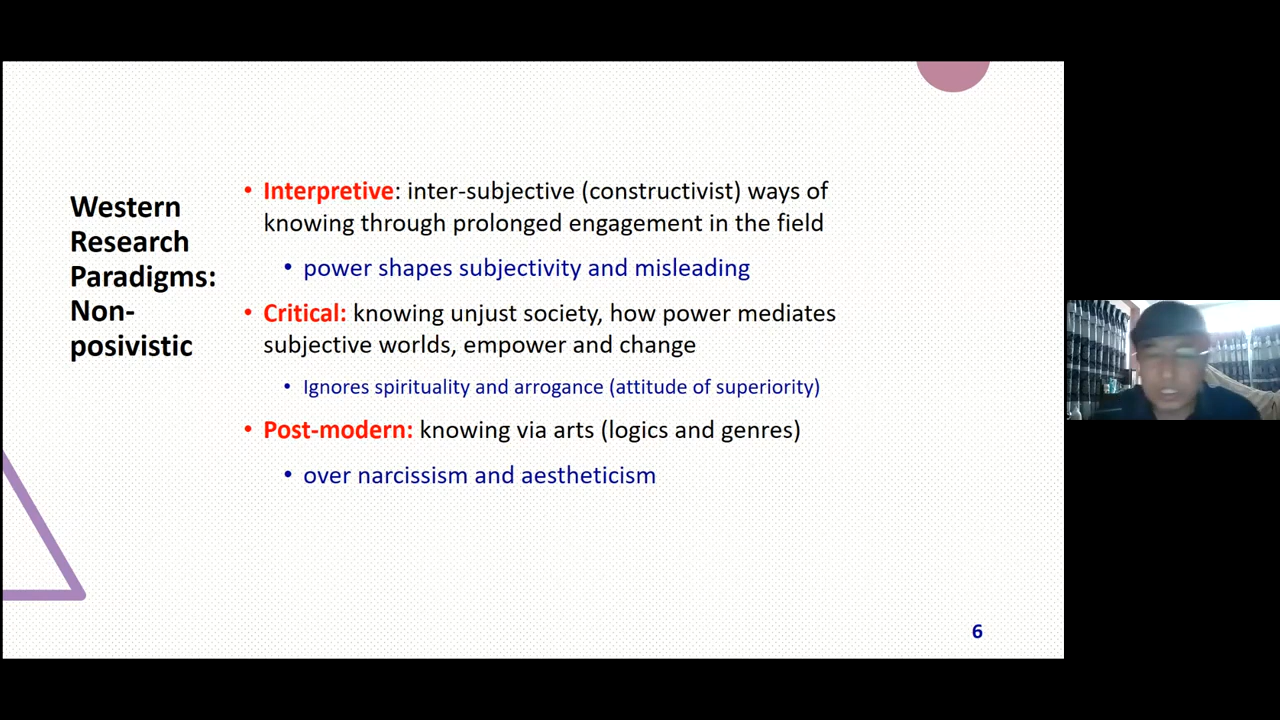 Western
Research
Paradigms:
Non-
posivistic
• Interpretive: inter-subjective (constructivist) ways of
knowing through prolonged engagement in the field
• power shapes subjectivity and misleading
• Critical: knowing unjust society, how power mediates
subjective worlds, empower and change
• Ignores spirituality and arrogance (attitude of superiority)
• Post-modern: knowing via arts (logics and genres)
• over narcissism and aestheticism
6